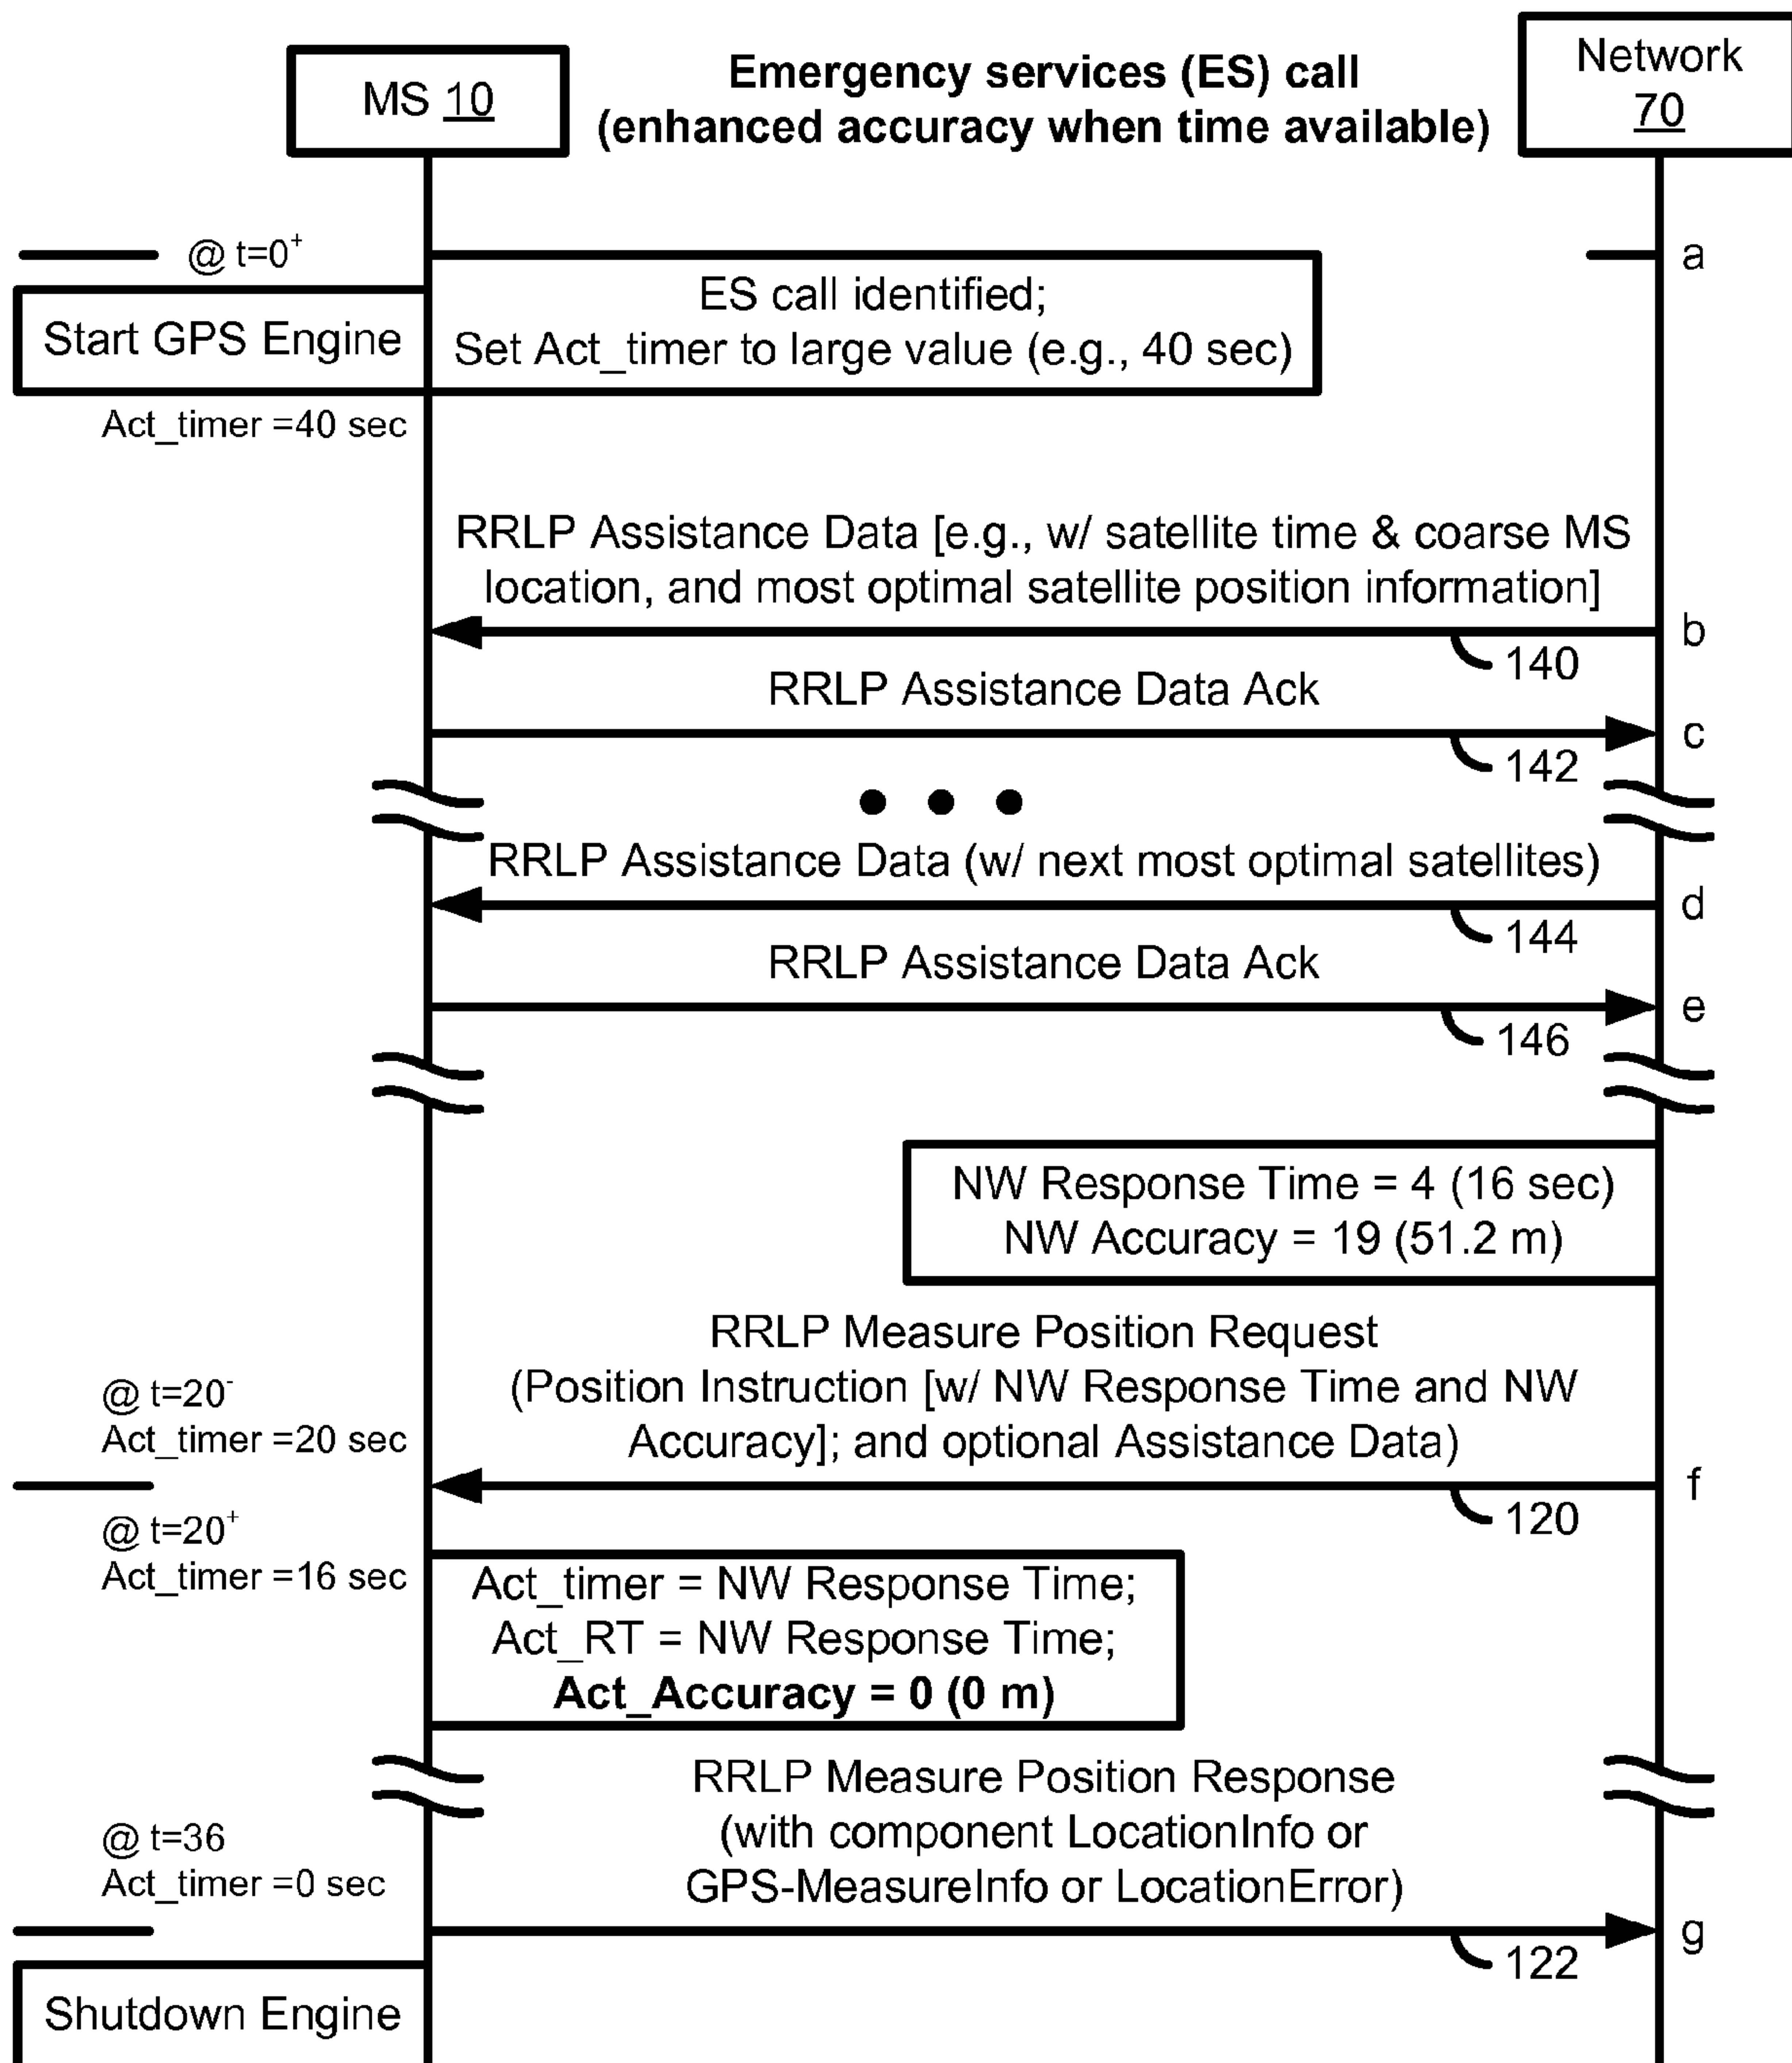 MS 10
Emergency services (ES) call
(enhanced accuracy when time available)
Network
70
@ t=0⁺
a
Start GPS Engine
ES call identified;
Set Act_timer to large value (e.g., 40 sec)
Act_timer =40 sec
RRLP Assistance Data [e.g., w/ satellite time & coarse MS
location, and most optimal satellite position information]
b
140
RRLP Assistance Data Ack
c
142
RRLP Assistance Data (w/ next most optimal satellites)
d
144
RRLP Assistance Data Ack
e
146
NW Response Time = 4 (16 sec)
NW Accuracy = 19 (51.2 m)
RRLP Measure Position Request
(Position Instruction [w/ NW Response Time and NW
Accuracy]; and optional Assistance Data)
@ t=20⁻
Act_timer =20 sec
f
120
@ t=20⁺
Act_timer =16 sec
Act_timer = NW Response Time;
Act_RT = NW Response Time;
Act_Accuracy = 0 (0 m)
RRLP Measure Position Response
(with component LocationInfo or
GPS-MeasureInfo or LocationError)
@ t=36
Act_timer =0 sec
g
122
Shutdown Engine